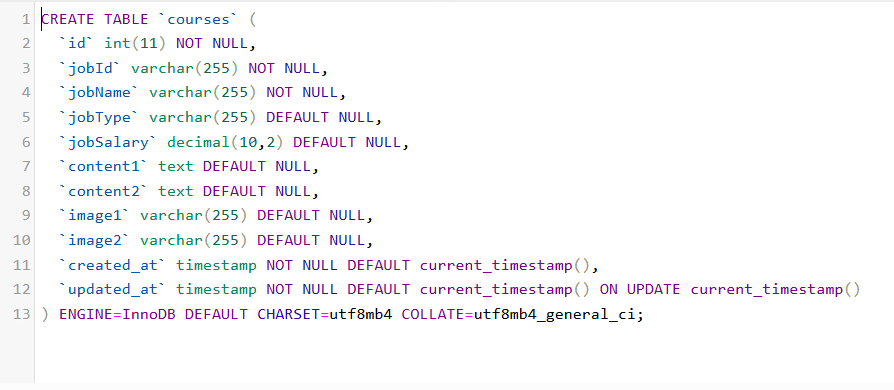 1 CREATE TABLE `courses` (
2 `id` int(11) NOT NULL,
3 `jobId` varchar(255) NOT NULL,
4 `jobName` varchar(255) NOT NULL,
5 `jobType` varchar(255) DEFAULT NULL,
6 `jobSalary` decimal(10,2) DEFAULT NULL,
7 `content1` text DEFAULT NULL,
8 `content2` text DEFAULT NULL,
9 `image1` varchar(255) DEFAULT NULL,
10 `image2` varchar(255) DEFAULT NULL,
11 `created_at` timestamp NOT NULL DEFAULT current_timestamp(),
12 `updated_at` timestamp NOT NULL DEFAULT current_timestamp() ON UPDATE current_timestamp()
13 ) ENGINE=InnoDB DEFAULT CHARSET=utf8mb4 COLLATE=utf8mb4_general_ci;